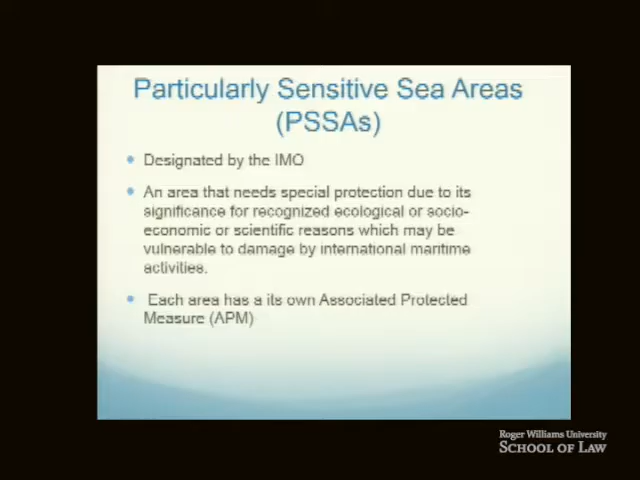 Particularly Sensitive Sea Areas
(PSSAs)
Designated by the IMO
An area that needs special protection due to its
significance for recognized ecological or socio-
economic or scientific reasons which may be
vulnerable to damage by international maritime
activities.
Each area has a its own Associated Protected
Measure (APM)
Roger Williams University
SCHOOL OF LAW